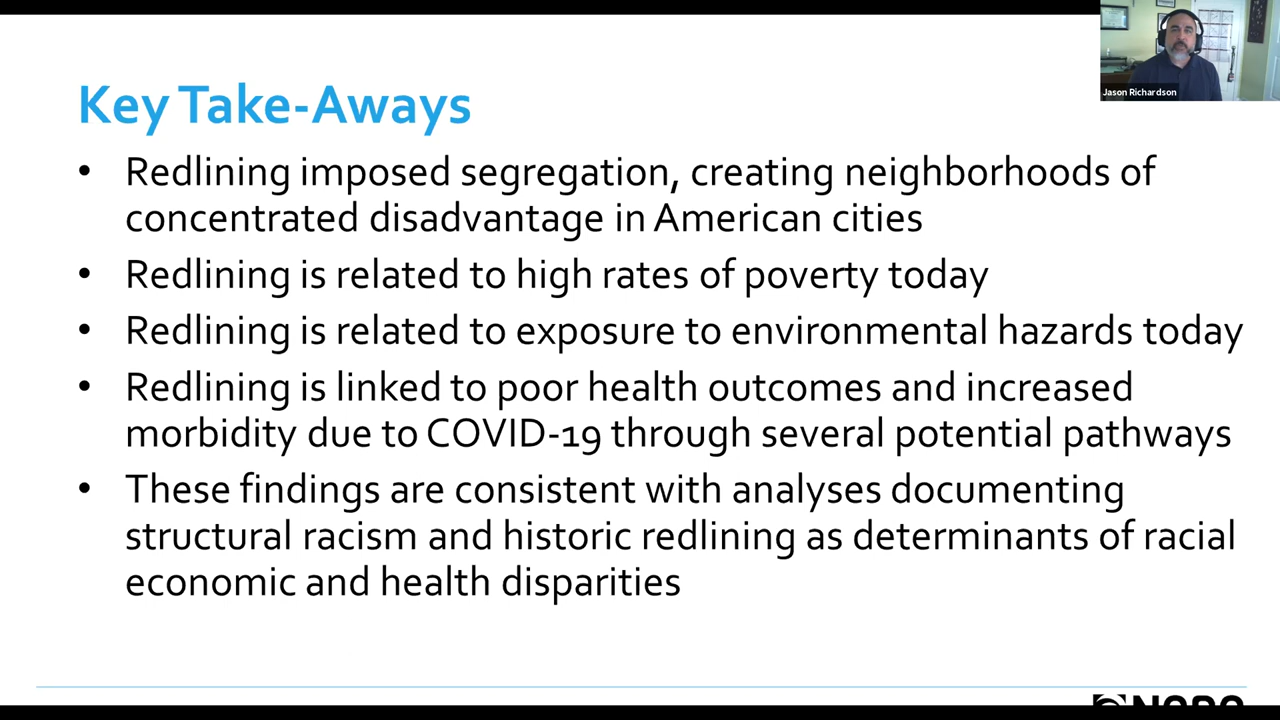 Jason Richardson
Key Take-Aways
• Redlining imposed segregation, creating neighborhoods of
concentrated disadvantage in American cities
• Redlining is related to high rates of poverty today
• Redlining is related to exposure to environmental hazards today
• Redlining is linked to poor health outcomes and increased
morbidity due to COVID-19 through several potential pathways
• These findings are consistent with analyses documenting
structural racism and historic redlining as determinants of racial
economic and health disparities